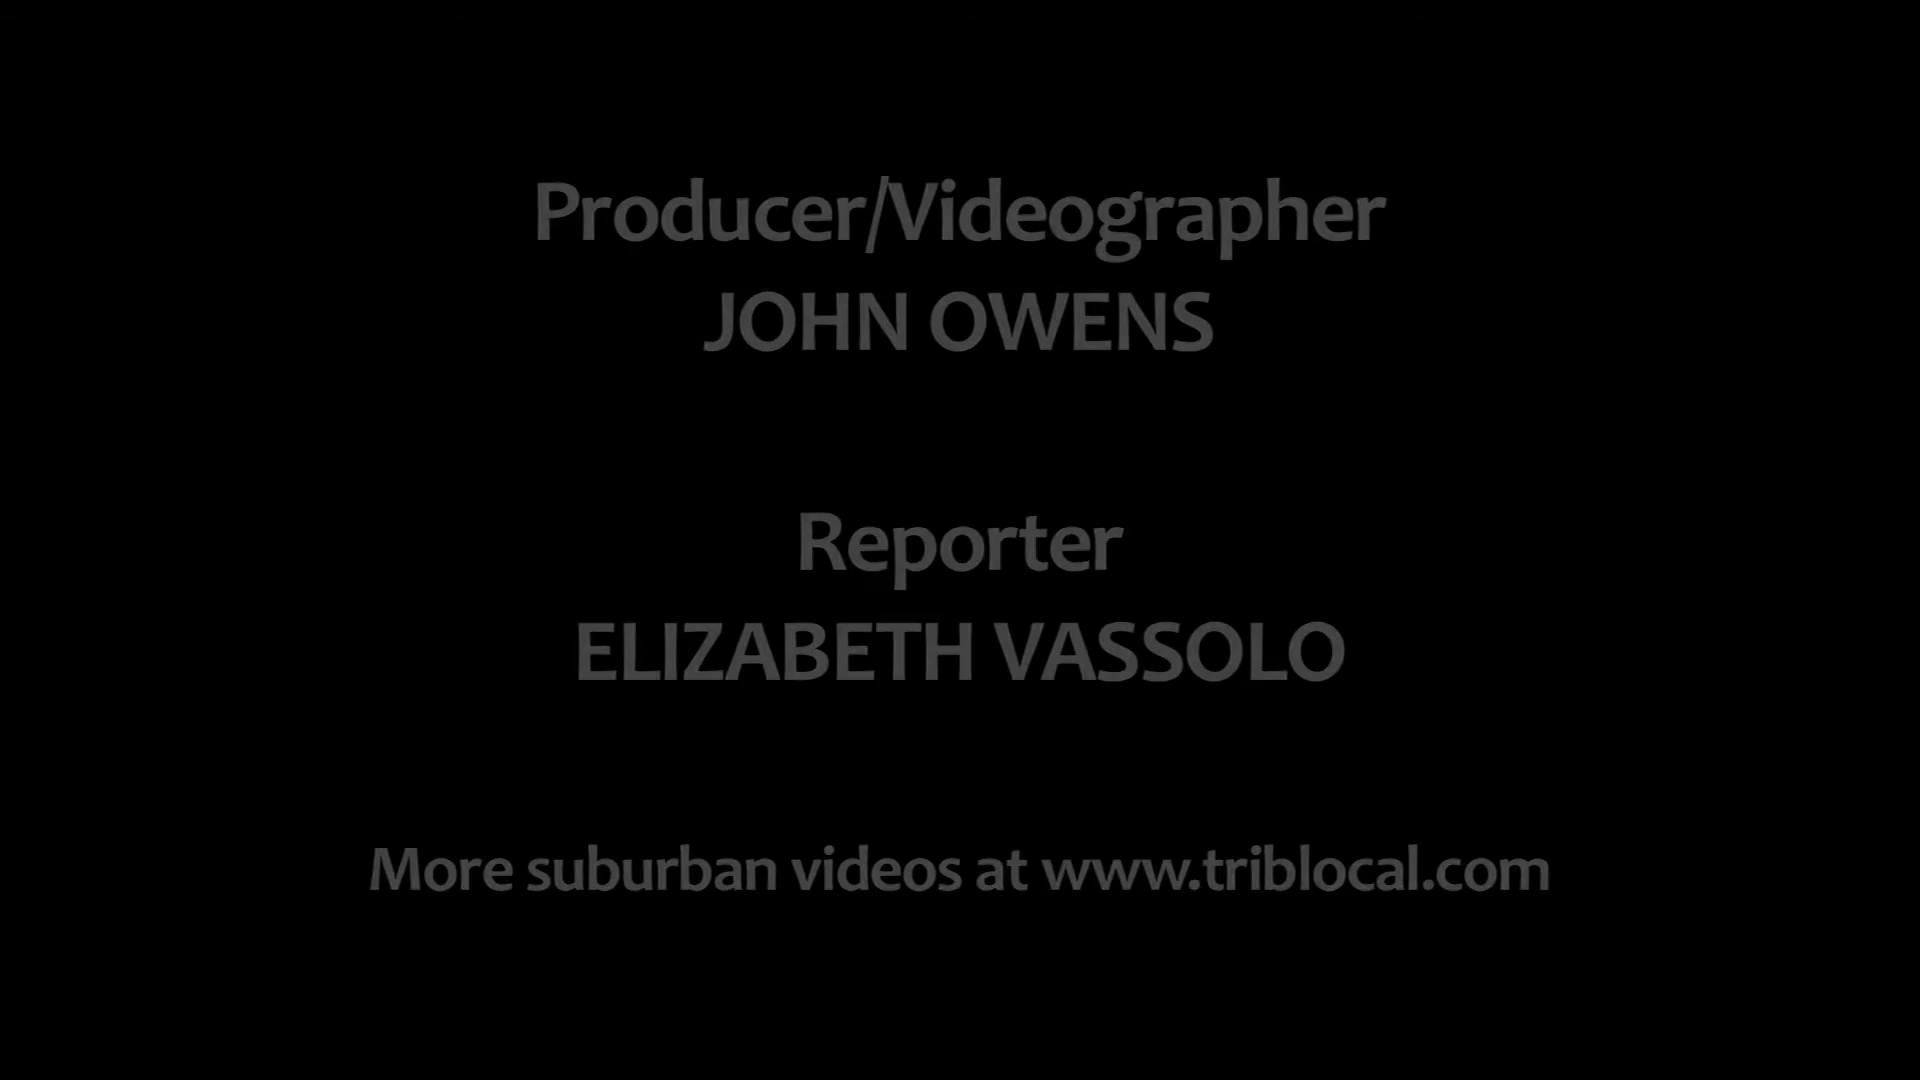 Producer/Videographer
JOHN OWENS
Reporter
ELIZABETH VASSOLO
More suburban videos at www.triblocal.com